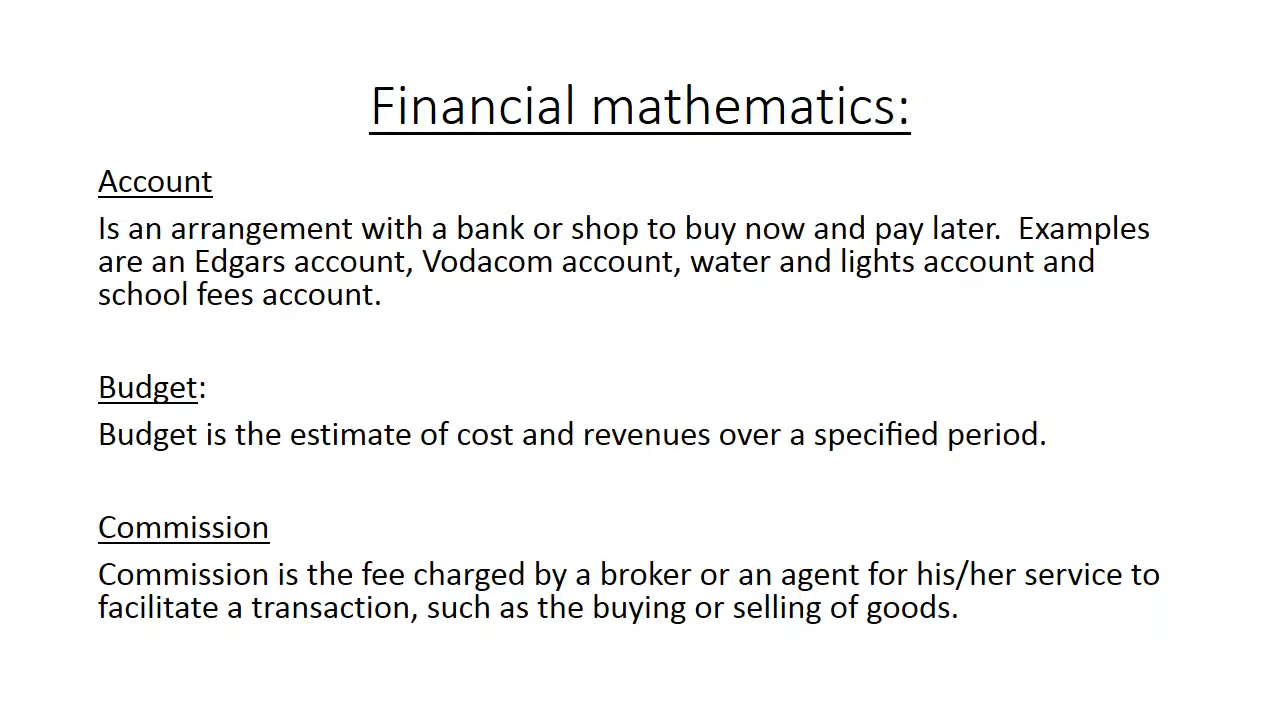 Financial mathematics:
Account
Is an arrangement with a bank or shop to buy now and pay later.  Examples
are an Edgars account, Vodacom account, water and lights account and
school fees account.
Budget:
Budget is the estimate of cost and revenues over a specified period.
Commission
Commission is the fee charged by a broker or an agent for his/her service to
facilitate a transaction, such as the buying or selling of goods.